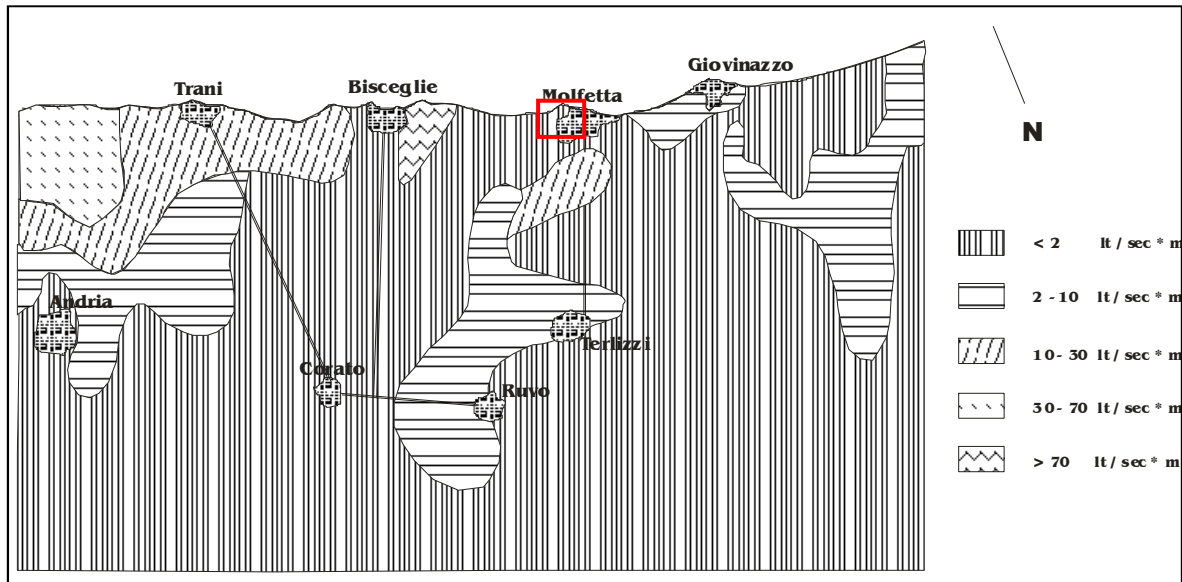 Giovinazzo
Trani
Bisceglie
Molfetta
N
Andria
Terlizzi
Corato
Ruvo
< 2 lt / sec * m
2 - 10 lt / sec * m
10 - 30 lt / sec * m
30 - 70 lt / sec * m
> 70 lt / sec * m